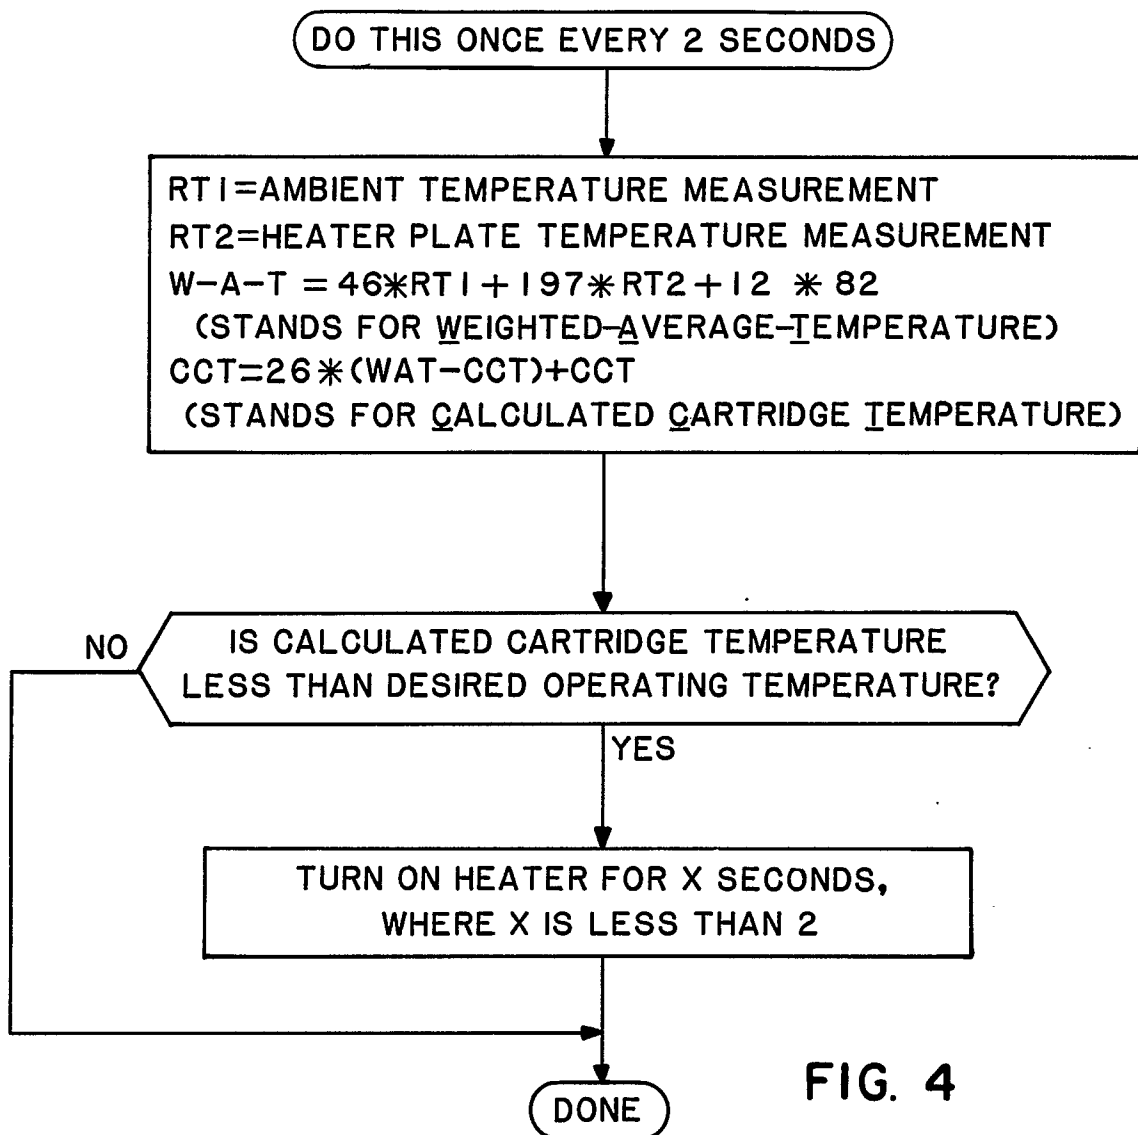 DO THIS ONCE EVERY 2 SECONDS
RT1=AMBIENT TEMPERATURE MEASUREMENT
RT2=HEATER PLATE TEMPERATURE MEASUREMENT
W-A-T = 46*RT1+197*RT2+12 *82
(STANDS FOR WEIGHTED-AVERAGE-TEMPERATURE)
CCT=26*(WAT-CCT)+CCT
(STANDS FOR CALCULATED CARTRIDGE TEMPERATURE)
NO
IS CALCULATED CARTRIDGE TEMPERATURE
LESS THAN DESIRED OPERATING TEMPERATURE?
YES
TURN ON HEATER FOR X SECONDS,
WHERE X IS LESS THAN 2
FIG. 4
DONE